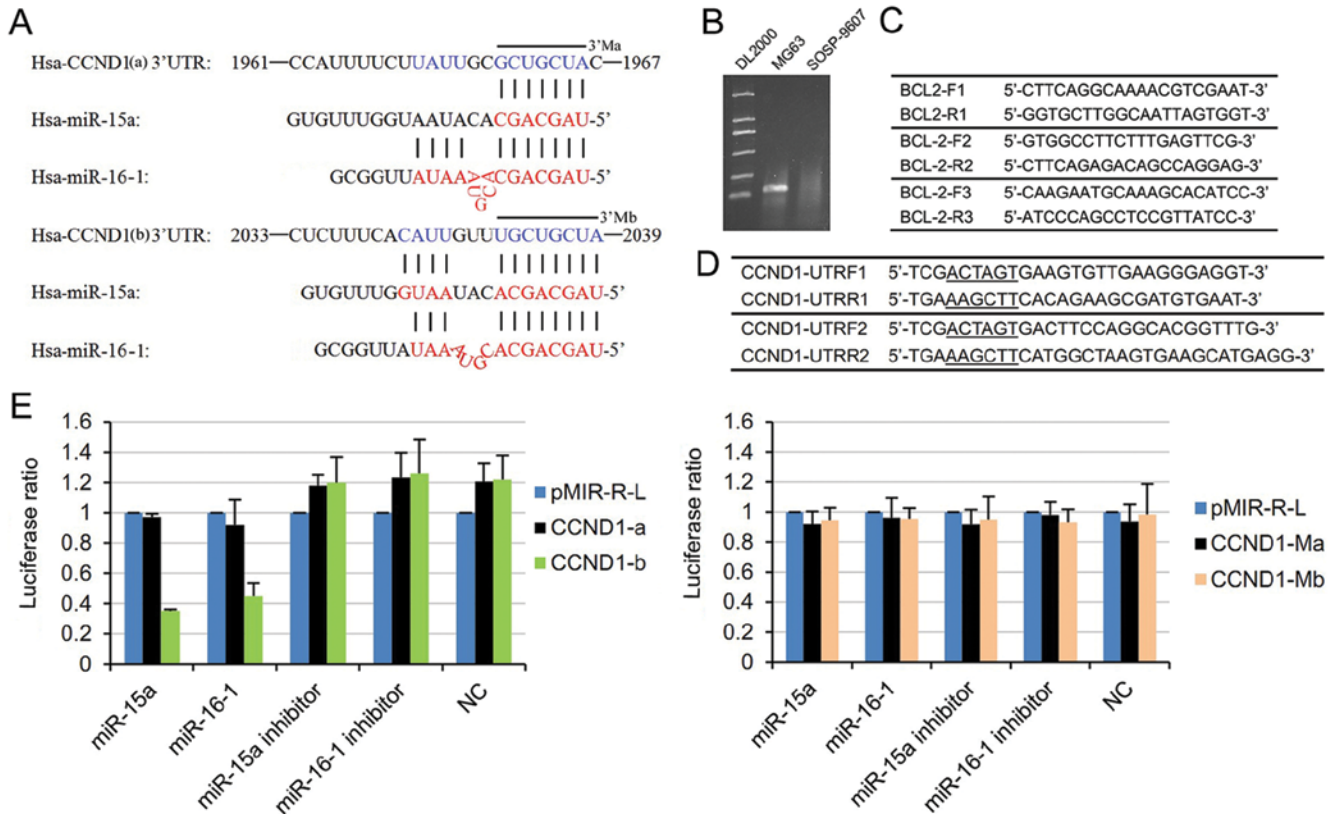 A
3’Ma
Hsa-CCND1(a) 3’UTR: 1961—CCAUUUUCUUAUUGCGCUGCUAC—1967
Hsa-miR-15a: GUGUUUGGUAAUACACGACGAU-5’
Hsa-miR-16-1: GCGGUUAUAAAUGCACGACGAU-5’
3’Mb
Hsa-CCND1(b) 3’UTR: 2033—CUCUUUCACAUUGUUUGCUGCUA—2039
Hsa-miR-15a: GUGUUUGGUAAUACACGACGAU-5’
Hsa-miR-16-1: GCGGUUAUAAAUGCACGACGAU-5’
B
DL2000
MG63
SOSP-9607
C
BCL2-F1 5’-CTTCAGGCAAAACGTCGAAT-3’
BCL2-R1 5’-GGTGCTTGGCAATTAGTGGT-3’
BCL-2-F2 5’-GTGGCCTTCTTTGAGTTCG-3’
BCL-2-R2 5’-CTTCAGAGACAGCCAGGAG-3’
BCL-2-F3 5’-CAAGAATGCAAAGCACATCC-3’
BCL-2-R3 5’-ATCCCAGCCTCCGTTATCC-3’
D
CCND1-UTRF1 5’-TCGACTAGTGAAGTGTTGAAGGGAGGT-3’
CCND1-UTRR1 5’-TGAAAGCTTCACAGAAGCGATGTGAAT-3’
CCND1-UTRF2 5’-TCGACTAGTGACTTCCAGGCACGGTTTG-3’
CCND1-UTRR2 5’-TGAAAGCTTCATGGCTAAGTGAAGCATGAGG-3’
E
Luciferase ratio
1.6
1.4
1.2
1
0.8
0.6
0.4
0.2
0
miR-15a
miR-16-1
miR-15a inhibitor
miR-16-1 inhibitor
NC
pMIR-R-L
CCND1-a
CCND1-b
Luciferase ratio
1.6
1.4
1.2
1
0.8
0.6
0.4
0.2
0
miR-15a
miR-16-1
miR-15a inhibitor
miR-16-1 inhibitor
NC
pMIR-R-L
CCND1-Ma
CCND1-Mb